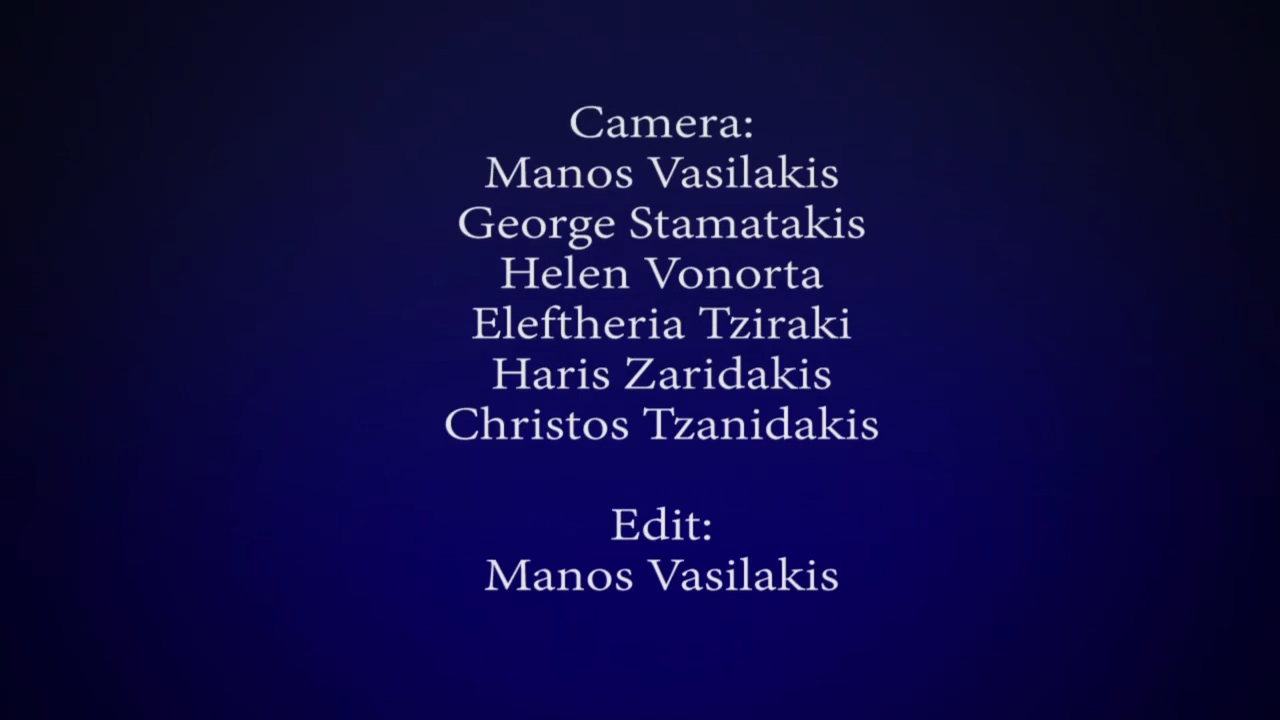 Camera:
Manos Vasilakis
George Stamatakis
Helen Vonorta
Eleftheria Tziraki
Haris Zaridakis
Christos Tzanidakis
Edit:
Manos Vasilakis